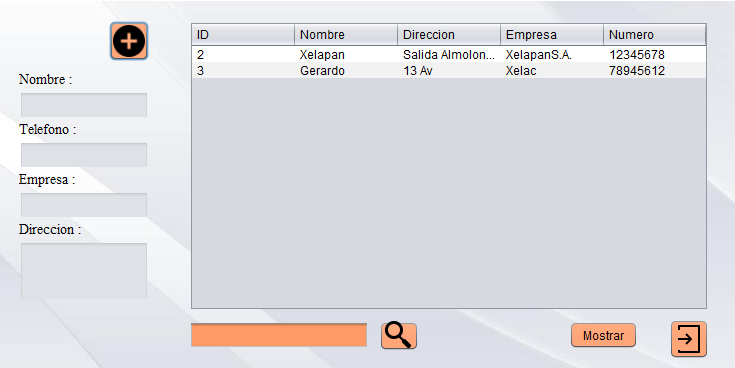 Nombre :
Telefono :
Empresa :
Direccion :
ID Nombre Direccion Empresa Numero
2 Xelapan Salida Almolon... XelapanS.A. 12345678
3 Gerardo 13 Av Xelac 78945612
Mostrar